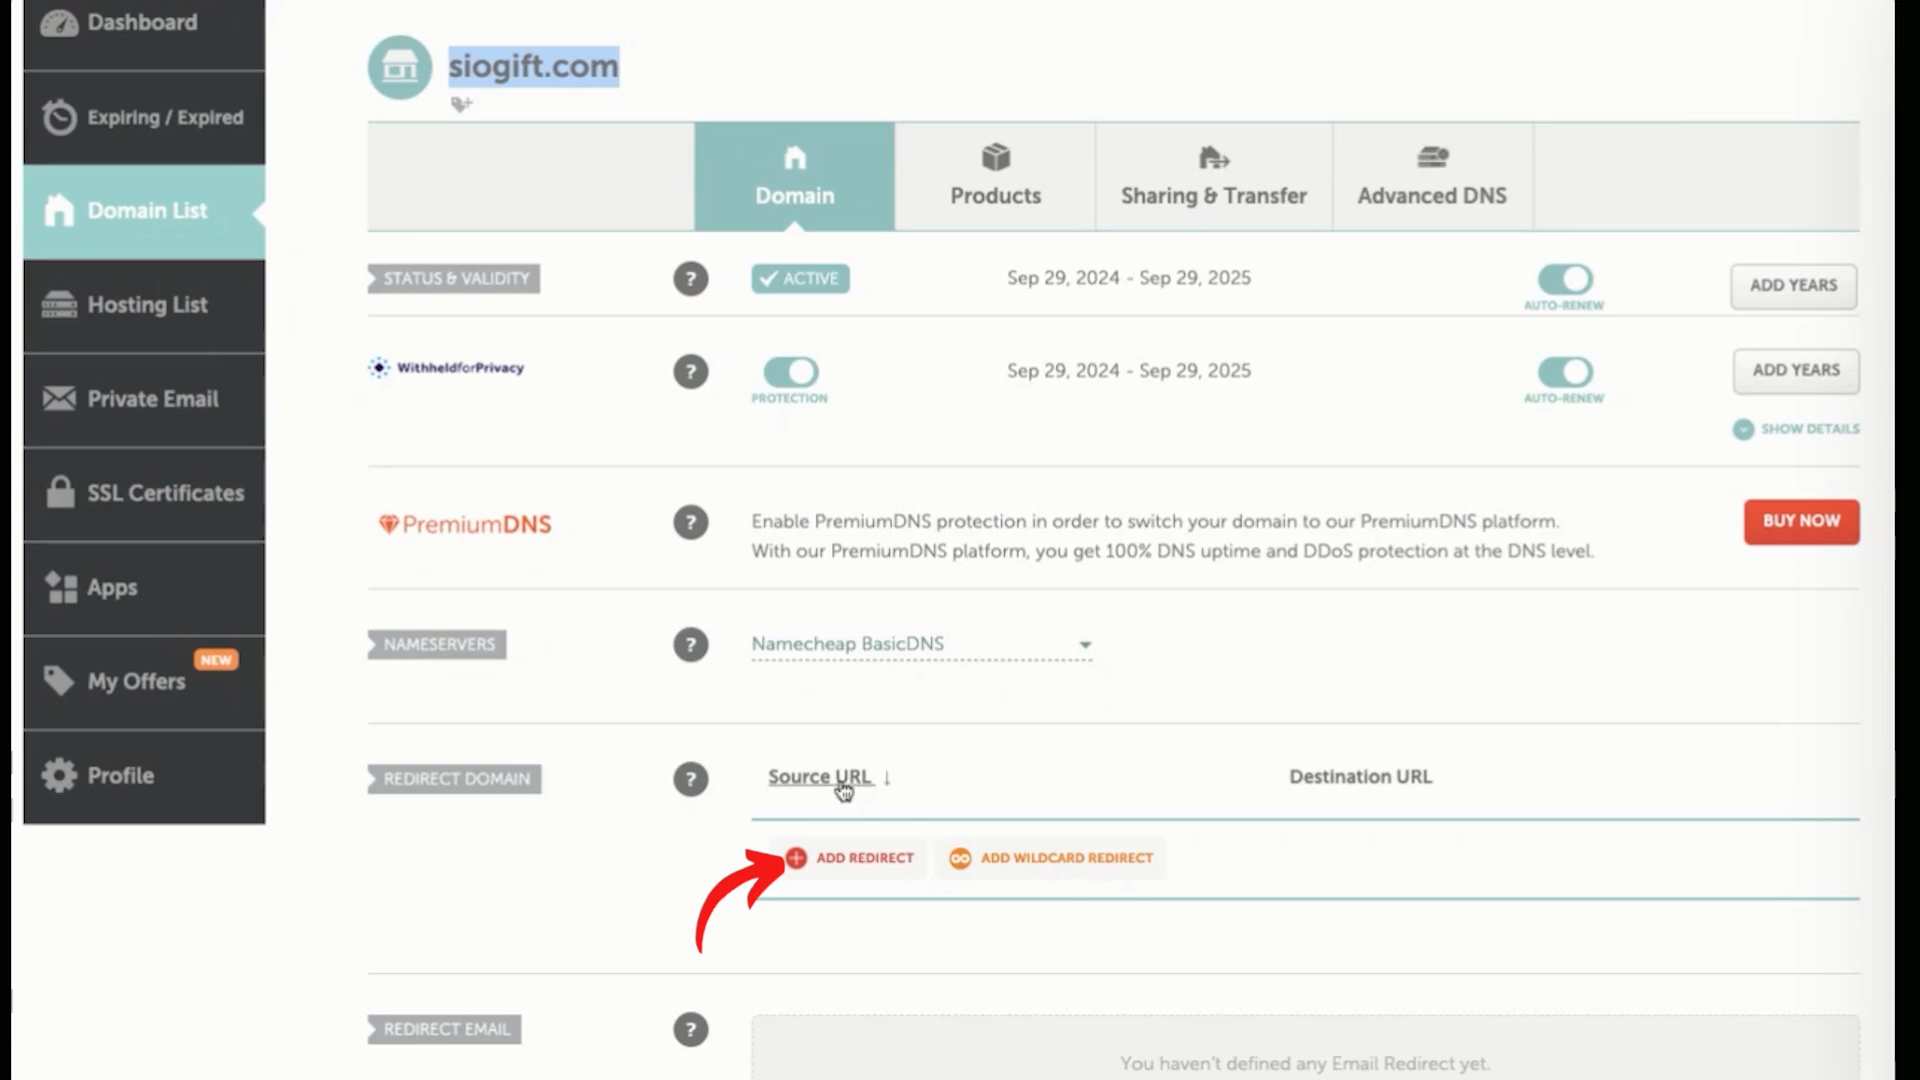 Dashboard
Expiring / Expired
Domain List
Hosting List
Private Email
SSL Certificates
Apps
NEW
My Offers
Profile
siogift.com
Domain
Products
Sharing & Transfer
Advanced DNS
STATUS & VALIDITY
?
ACTIVE
Sep 29, 2024 - Sep 29, 2025
AUTO-RENEW
ADD YEARS
WithheldforPrivacy
?
PROTECTION
Sep 29, 2024 - Sep 29, 2025
AUTO-RENEW
ADD YEARS
SHOW DETAILS
PremiumDNS
?
Enable PremiumDNS protection in order to switch your domain to our PremiumDNS platform.
With our PremiumDNS platform, you get 100% DNS uptime and DDoS protection at the DNS level.
BUY NOW
NAMESERVERS
?
Namecheap BasicDNS
REDIRECT DOMAIN
?
Source URL ↓
Destination URL
ADD REDIRECT
ADD WILDCARD REDIRECT
REDIRECT EMAIL
?
You haven't defined any Email Redirect yet.